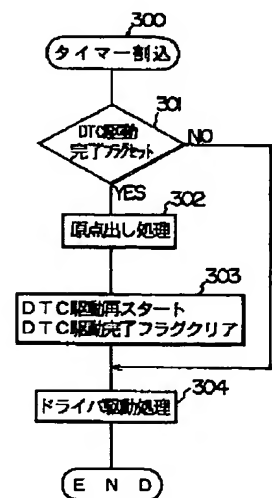 300
タイマー割込
301
DTC駆動
完了フラグセット
NO
YES
302
原点出し処理
303
DTC駆動再スタート
DTC駆動完了フラグクリア
304
ドライバ駆動処理
END